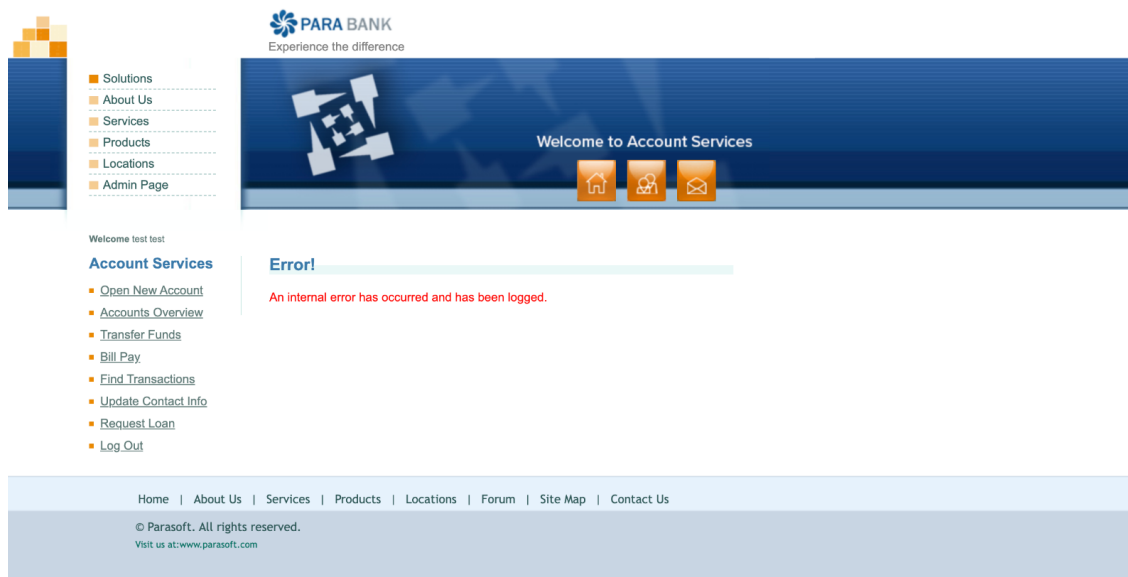 PARA BANK
Experience the difference
Solutions
About Us
Services
Products
Locations
Admin Page
Welcome to Account Services
Welcome test test
Account Services
Open New Account
Accounts Overview
Transfer Funds
Bill Pay
Find Transactions
Update Contact Info
Request Loan
Log Out
Error!
An internal error has occurred and has been logged.
Home | About Us | Services | Products | Locations | Forum | Site Map | Contact Us
© Parasoft. All rights reserved.
Visit us at:www.parasoft.com